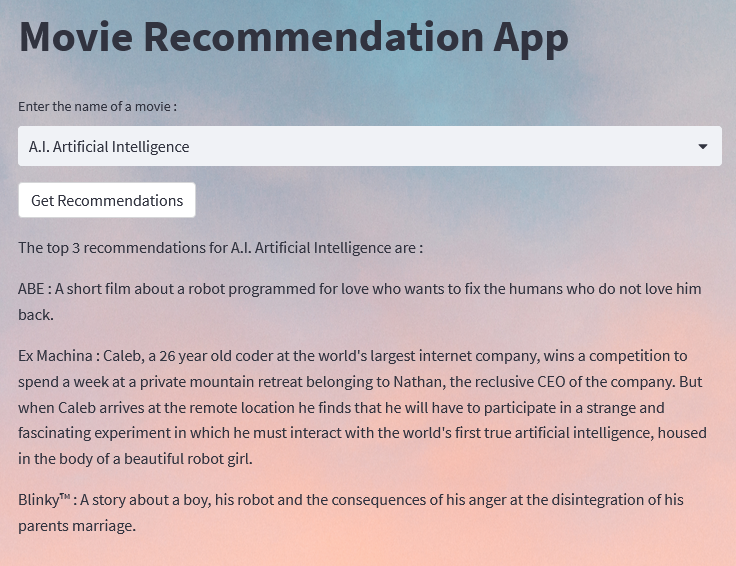 Movie Recommendation App
Enter the name of a movie :
A.I. Artificial Intelligence
Get Recommendations
The top 3 recommendations for A.I. Artificial Intelligence are :
ABE : A short film about a robot programmed for love who wants to fix the humans who do not love him
back.
Ex Machina : Caleb, a 26 year old coder at the world's largest internet company, wins a competition to
spend a week at a private mountain retreat belonging to Nathan, the reclusive CEO of the company. But
when Caleb arrives at the remote location he finds that he will have to participate in a strange and
fascinating experiment in which he must interact with the world's first true artificial intelligence, housed
in the body of a beautiful robot girl.
Blinky™ : A story about a boy, his robot and the consequences of his anger at the disintegration of his
parents marriage.